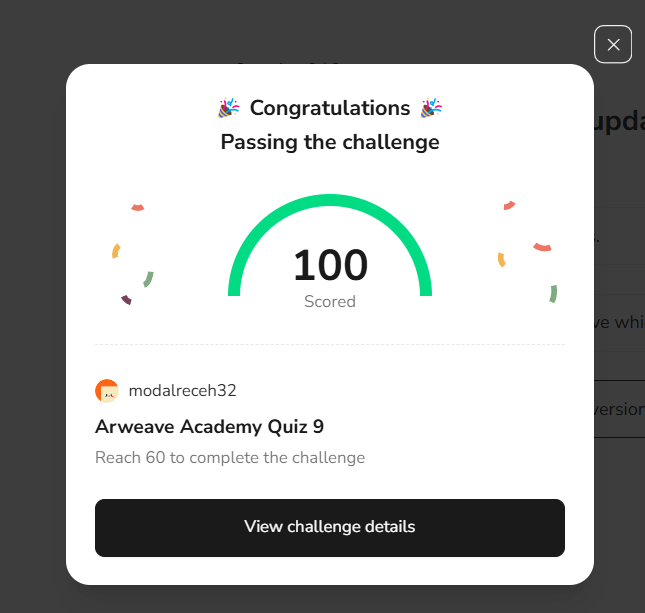 🎉 Congratulations 🎉
Passing the challenge
100
Scored
modalreceh32
Arweave Academy Quiz 9
Reach 60 to complete the challenge
View challenge details